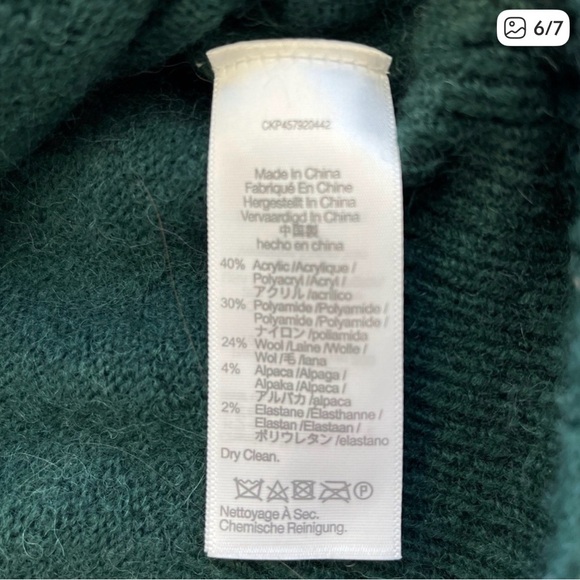 6/7
CKP457920442
Made In China
Fabriqué En Chine
Hergestellt In China
Vervaardigd In China
中国製
hecho en china
40% Acrylic /Acrylique /
Polyacryl /Acryl /
アクリル /acrílico
30% Polyamide /Polyamide /
Polyamide /Polyamide /
ナイロン /poliamida
24% Wool /Laine /Wolle /
Wol /毛 /lana
4% Alpaca /Alpaga /
Alpaka /Alpaca /
アルパカ /alpaca
2% Elastane /Elasthanne /
Elastan /Elastaan /
ポリウレタン /elastano
Dry Clean.
P
Nettoyage À Sec.
Chemische Reinigung.